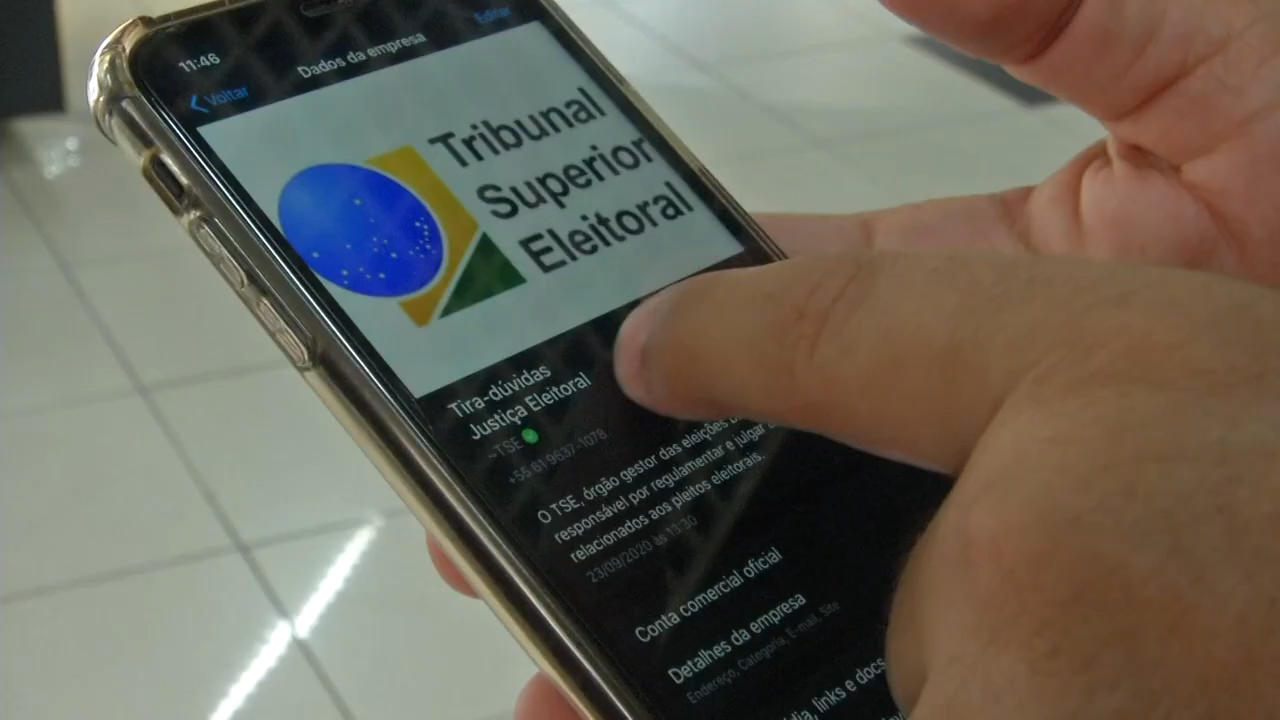 11:46
Dados da empresa
Editar
Voltar
Tribunal
Superior
Eleitoral
Tira-dúvidas
Justiça Eleitoral
~TSE
+55 61 9637-1078
O TSE, órgão gestor das eleições
responsável por regulamentar e julgar
relacionados aos pleitos eleitorais.
23/09/2020 às 13:30
Conta comercial oficial
Detalhes da empresa
Endereço, Categoria, E-mail, Site
links e docs